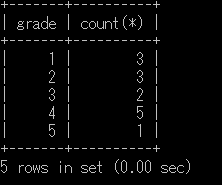 +-------+----------+
| grade | count(*) |
+-------+----------+
|     1 |        3 |
|     2 |        3 |
|     3 |        2 |
|     4 |        5 |
|     5 |        1 |
+-------+----------+
5 rows in set (0.00 sec)